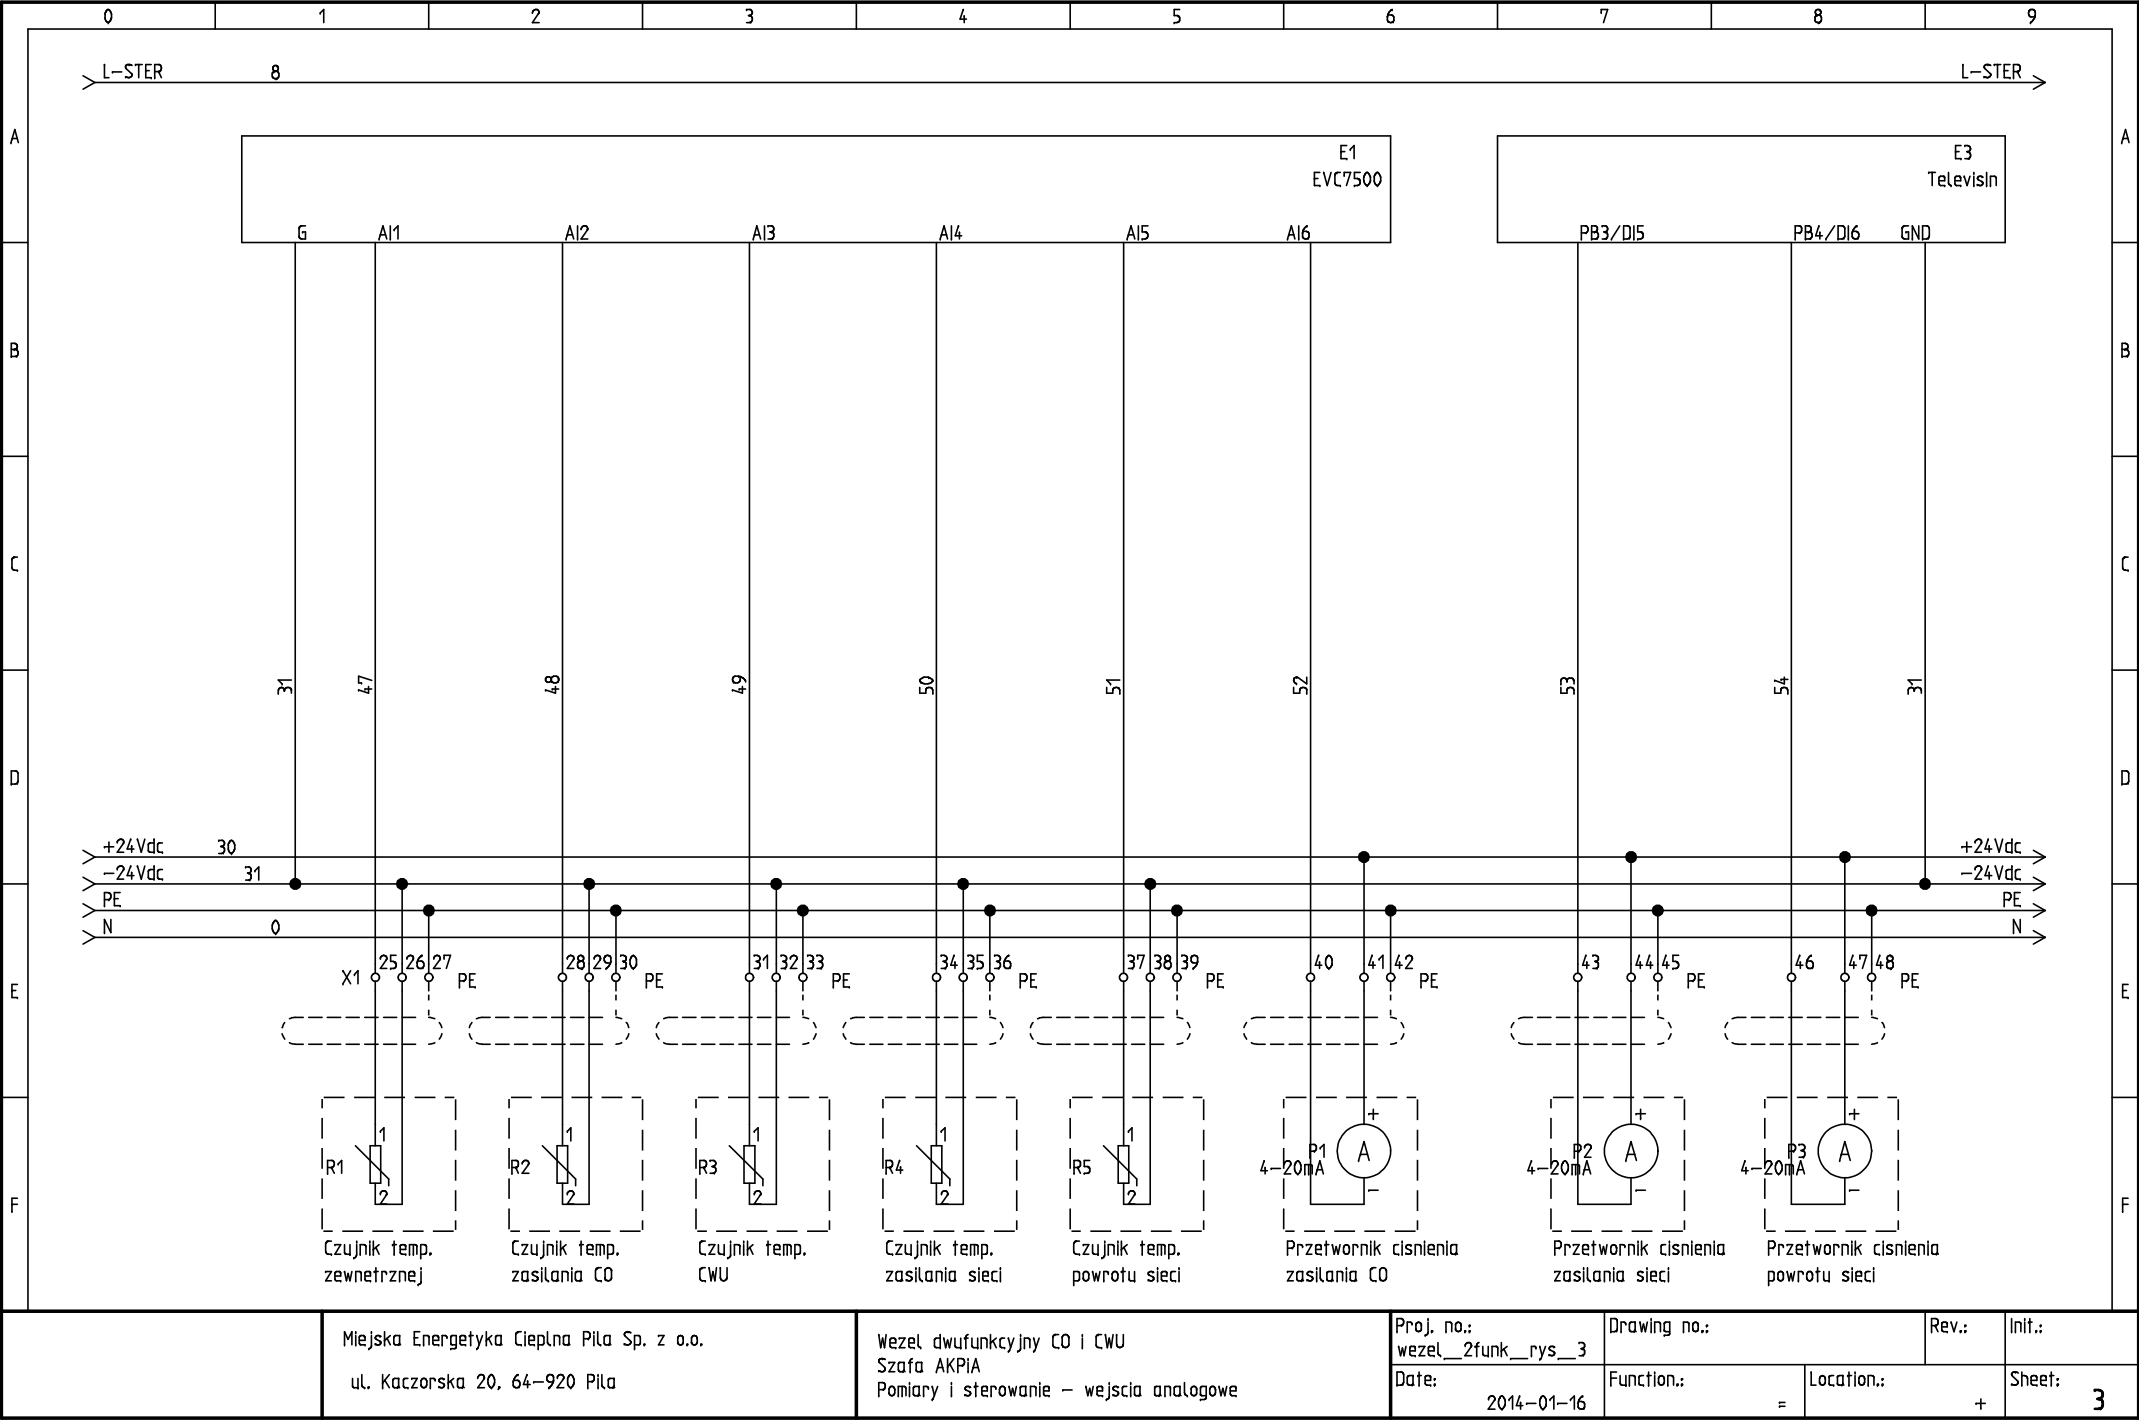 0 1 2 3 4 5 6 7 8 9
L-STER 8 L-STER
A A
E1 E3
EVC7500 TelevisIn
G AI1 AI2 AI3 AI4 AI5 AI6 PB3/DI5 PB4/DI6 GND
B B
C C
31 47 48 49 50 51 52 53 54 31
D D
+24Vdc 30 +24Vdc
-24Vdc 31 -24Vdc
PE PE
N 0 N
25 26 27 28 29 30 31 32 33 34 35 36 37 38 39 40 41 42 43 44 45 46 47 48
X1 PE PE PE PE PE PE PE PE
E E
+ + +
1 1 1 1 1
P1 A P2 A P3 A
R1 R2 R3 R4 R5 4-20mA 4-20mA 4-20mA
2 2 2 2 2 - - -
F F
Czujnik temp. Czujnik temp. Czujnik temp. Czujnik temp. Czujnik temp. Przetwornik cisnienia Przetwornik cisnienia Przetwornik cisnienia
zewnetrznej zasilania CO CWU zasilania sieci powrotu sieci zasilania CO zasilania sieci powrotu sieci
Miejska Energetyka Cieplna Pila Sp. z o.o.
ul. Kaczorska 20, 64-920 Pila
Wezel dwufunkcyjny CO i CWU
Szafa AKPiA
Pomiary i sterowanie - wejscia analogowe
Proj. no.: Drawing no.: Rev.: Init.:
wezel_2funk_rys_3
Date: Function.: Location.: Sheet:
2014-01-16 = + 3